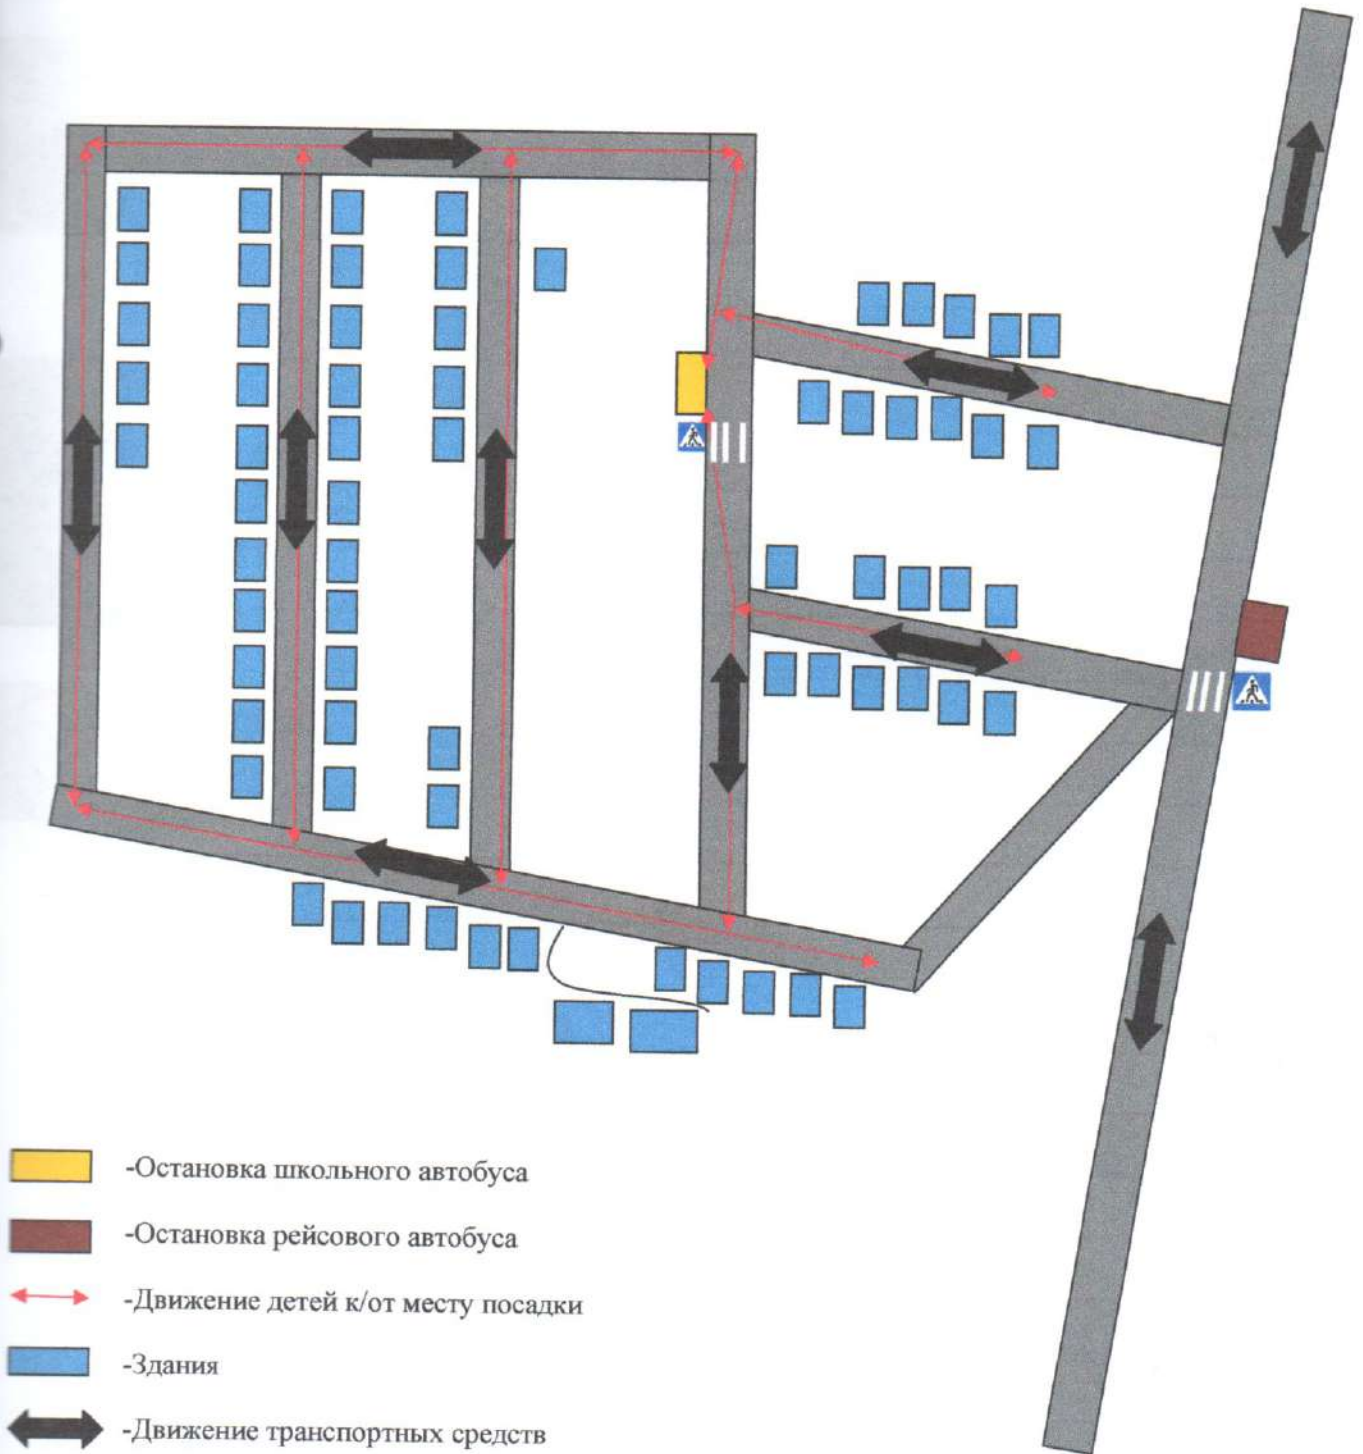 -Остановка школьного автобуса
-Остановка рейсового автобуса
-Движение детей к/от месту посадки
-Здания
-Движение транспортных средств